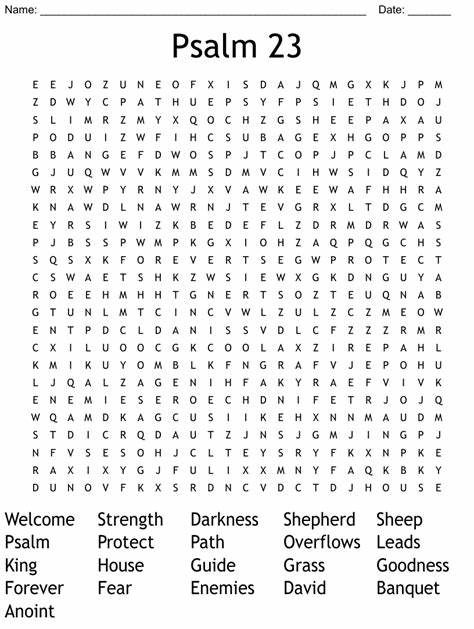 Name: Date:
Psalm 23
E E J O Z U N E O F X I S D A J Q M G X K J P M
Z D W Y C P A T H U E P S Y F P S I E T H D O J
S L I M R Z M Y X Q O C H Z G S H E E P A X A U
P O D U I Z W F I H C S U B A G E X H G O P P S
B B A N G E F D W O S P J T C O P J P C L A M D
G J U Q W V V K M M S D M V C I H W S I D Q Y Z
W R X W P Y R N Y J X V A W K E E W A F H H R A
K N A W D L N A W R N J T E V G R X L T D G C M
E Y R S I W I Z K B E D E F L Z D R M D R W A S
P J B S S P W M P K G X I O H Z A Q P Q G C H S
S Q S X K F O R E V E R T S E G W P R O T E C T
C S W A E T S H K Z W S I E W X G K D N G U Y A
R O E E H M H H T G N E R T S O Z T E U Q N A B
G T U N L M T C I N C V W L Z U L Z C Z M E O W
E N T P D C L D A N I S S V D L C F Z Z Z R M R
C X I L U O O C G K C O O L A X Z I R E P A H L
K M I K U Y O M B L K F N G R A F V J E P O H U
L J Q A L Z A G E N I H F A K Y R A E F V I V K
E N E M I E S E R O E C H D N I F E T R J O J Q
W Q A M D K A G C U S I I K E H X N N M A U D M
S T D I C R Q D A U T Z J N S J G M J I N G P J
N F V S E S O H J C L T E Y S R Y F K X N P K E
R A X I X Y G J F U L I X X M N Y F A Q K B K Y
D U N O V F K X S R D N C V D C T D J H O U S E
Welcome Strength Darkness Shepherd Sheep
Psalm Protect Path Overflows Leads
King House Guide Grass Goodness
Forever Fear Enemies David Banquet
Anoint